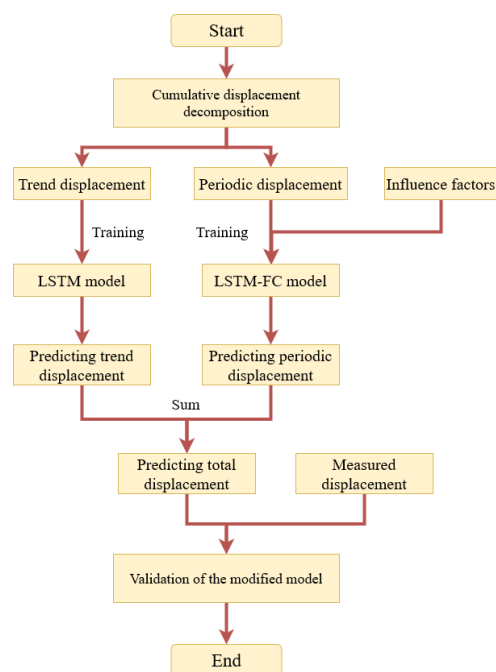 Start
Cumulative displacement
decomposition
Trend displacement
Periodic displacement
Influence factors
Training
Training
LSTM model
LSTM-FC model
Predicting trend
displacement
Predicting periodic
displacement
Sum
Predicting total
displacement
Measured
displacement
Validation of the modified model
End